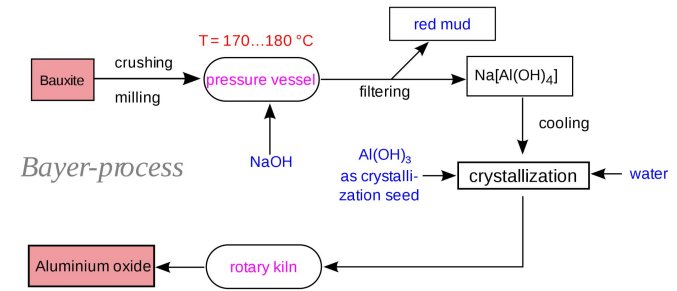 red mud
T = 170…180 °C
crushing
Bauxite
pressure vessel
Na[Al(OH)₄]
milling
filtering
cooling
NaOH
Al(OH)₃
as crystalli-
zation seed
Bayer-process
crystallization
water
Aluminium oxide
rotary kiln